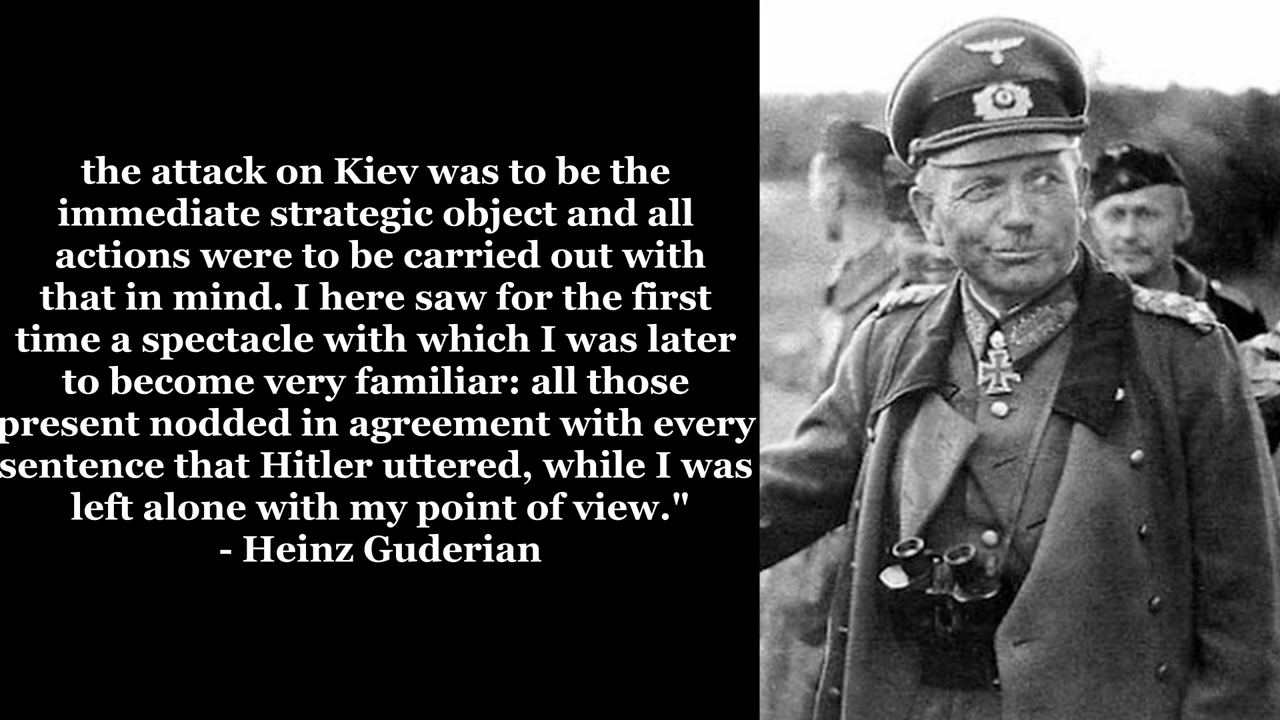 the attack on Kiev was to be the
immediate strategic object and all
actions were to be carried out with
that in mind. I here saw for the first
time a spectacle with which I was later
to become very familiar: all those
present nodded in agreement with every
sentence that Hitler uttered, while I was
left alone with my point of view."
- Heinz Guderian